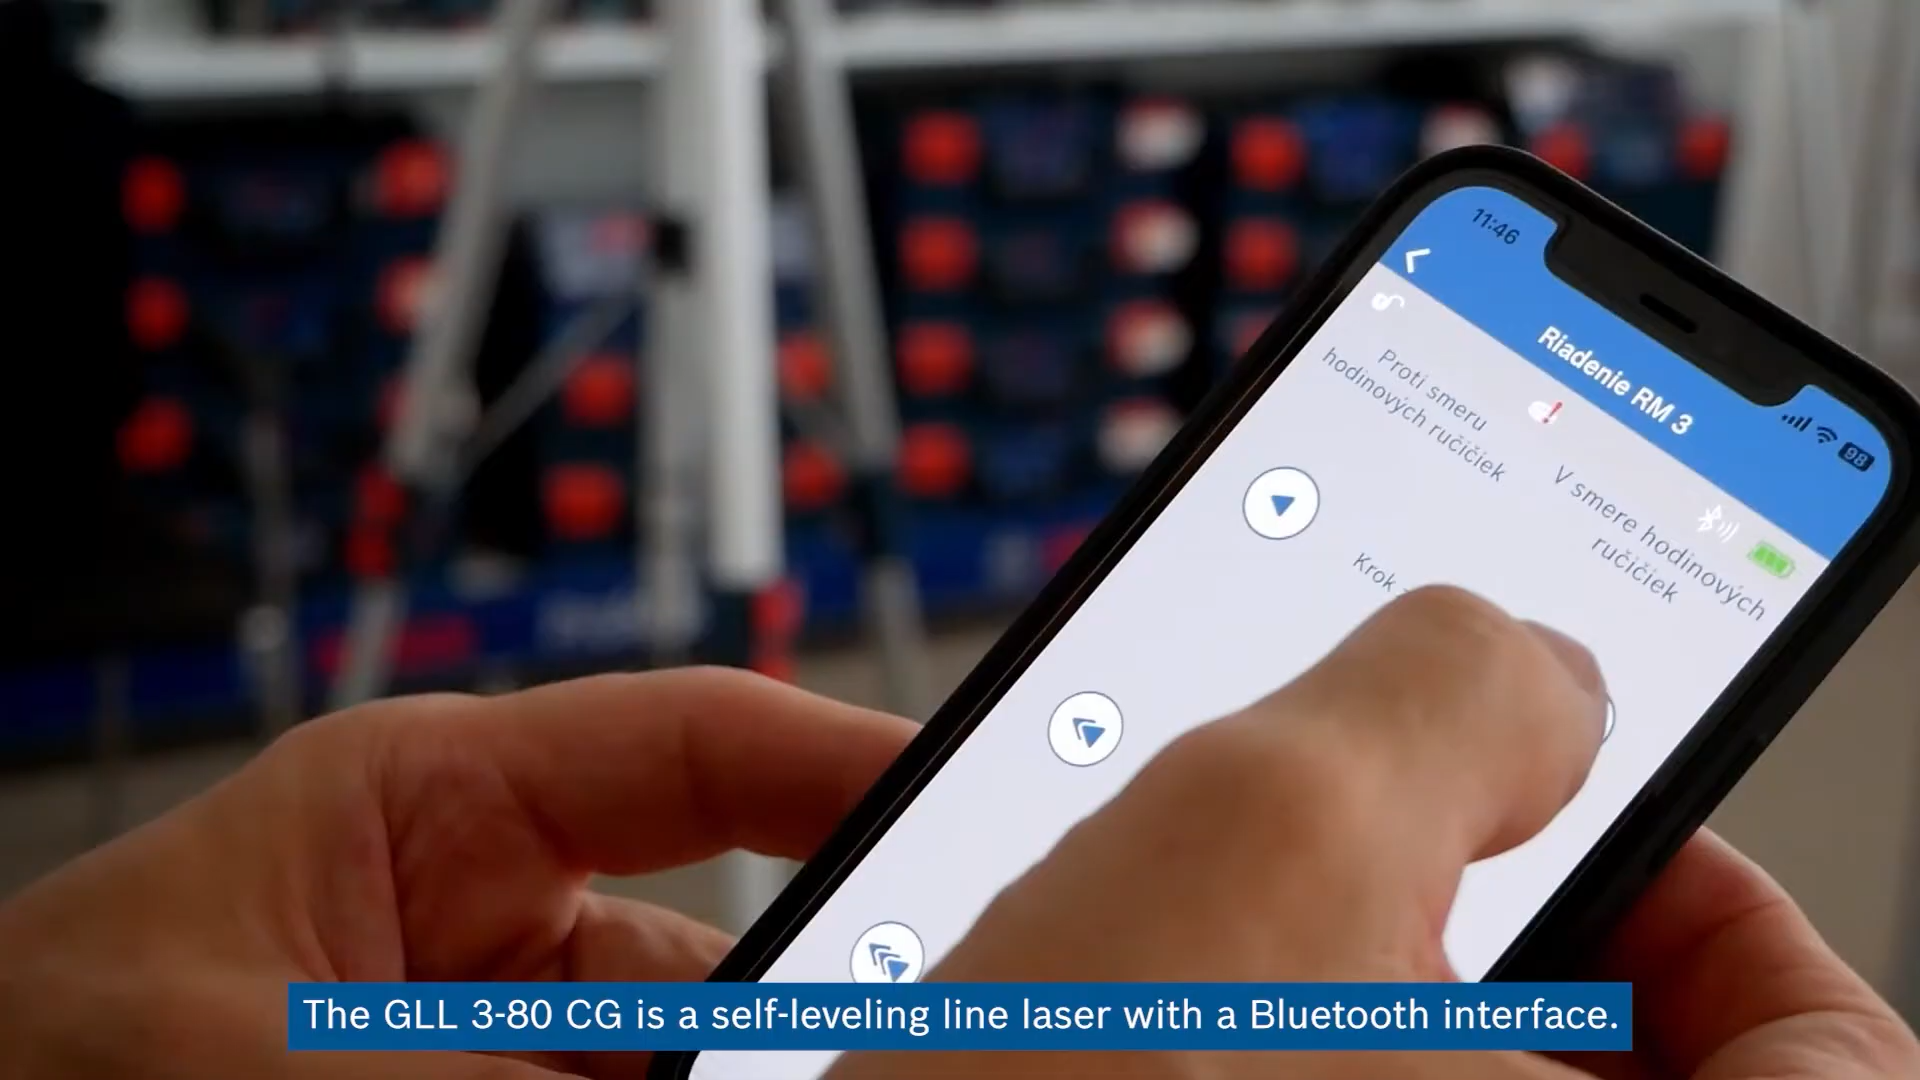 11:46
98
Riadenie RM 3
Proti smeru
hodinových ručičiek
V smere hodinových
ručičiek
Krok
The GLL 3-80 CG is a self-leveling line laser with a Bluetooth interface.